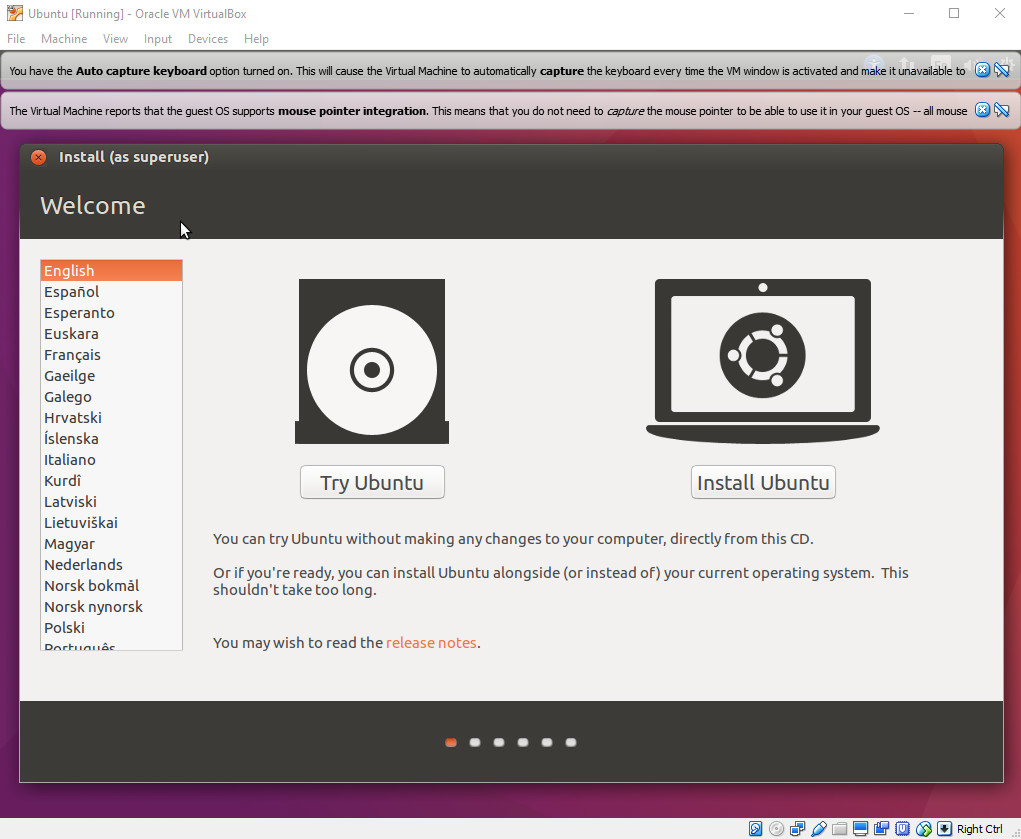 Ubuntu [Running] - Oracle VM VirtualBox
File Machine View Input Devices Help
You have the Auto capture keyboard option turned on. This will cause the Virtual Machine to automatically capture the keyboard every time the VM window is activated and make it unavailable to
The Virtual Machine reports that the guest OS supports mouse pointer integration. This means that you do not need to capture the mouse pointer to be able to use it in your guest OS -- all mouse
Install (as superuser)
Welcome
English
Español
Esperanto
Euskara
Français
Gaeilge
Galego
Hrvatski
Íslenska
Italiano
Kurdî
Latviski
Lietuviškai
Magyar
Nederlands
Norsk bokmål
Norsk nynorsk
Polski
Português
Try Ubuntu
Install Ubuntu
You can try Ubuntu without making any changes to your computer, directly from this CD.
Or if you're ready, you can install Ubuntu alongside (or instead of) your current operating system. This
shouldn't take too long.
You may wish to read the release notes.
Right Ctrl